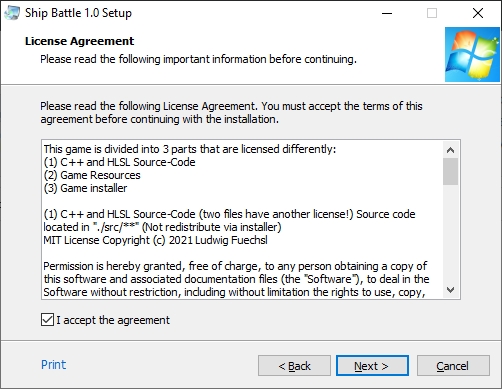 Ship Battle 1.0 Setup
License Agreement
Please read the following important information before continuing.
Please read the following License Agreement. You must accept the terms of this
agreement before continuing with the installation.
This game is divided into 3 parts that are licensed differently:
(1) C++ and HLSL Source-Code
(2) Game Resources
(3) Game installer
(1) C++ and HLSL Source-Code (two files have another license!) Source code
located in "./src/**" (Not redistribute via installer)
MIT License Copyright (c) 2021 Ludwig Fuechsl
Permission is hereby granted, free of charge, to any person obtaining a copy of
this software and associated documentation files (the "Software"), to deal in the
Software without restriction, including without limitation the rights to use, copy,
I accept the agreement
Print
< Back
Next >
Cancel